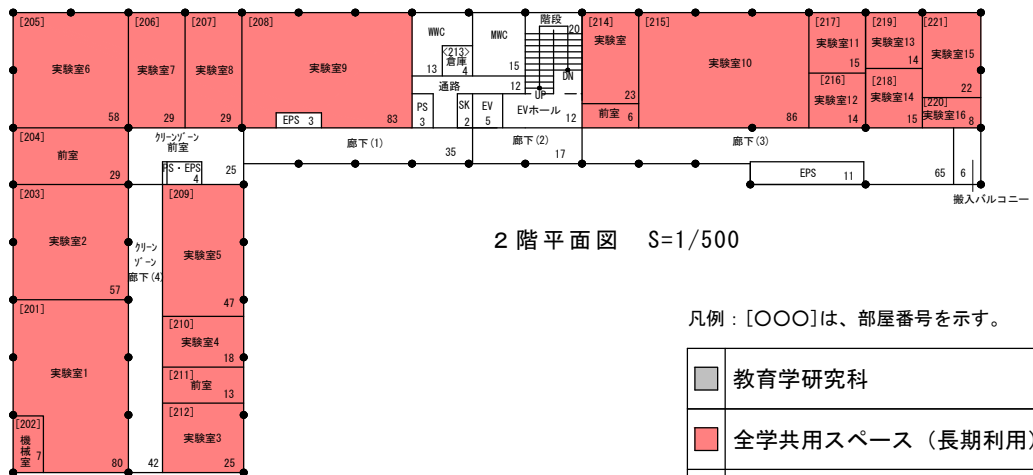 [205]
実験室6
58
[206]
実験室7
29
[207]
実験室8
29
[208]
実験室9
EPS 3
83
WWC
13
<213>
倉庫
4
MWC
15
通路
12
階段
20
DN
UP
PS
3
SK
2
EV
5
EVホール
12
[214]
実験室
23
前室
6
[215]
実験室10
86
[217]
実験室11
15
[216]
実験室12
14
[219]
実験室13
14
[218]
実験室14
15
[221]
実験室15
22
[220]
実験室16
8
[204]
前室
29
クリーンゾーン
前室
25
PS・EPS
4
廊下(1)
35
廊下(2)
17
廊下(3)
65
EPS
11
6
搬入バルコニー
[203]
実験室2
57
クリーン
ゾーン
廊下(4)
42
[209]
実験室5
47
[201]
実験室1
80
[202]
機械室
7
[210]
実験室4
18
[211]
前室
13
[212]
実験室3
25
2階平面図 S=1/500
凡例：[〇〇〇]は、部屋番号を示す。
教育学研究科
全学共用スペース（長期利用）